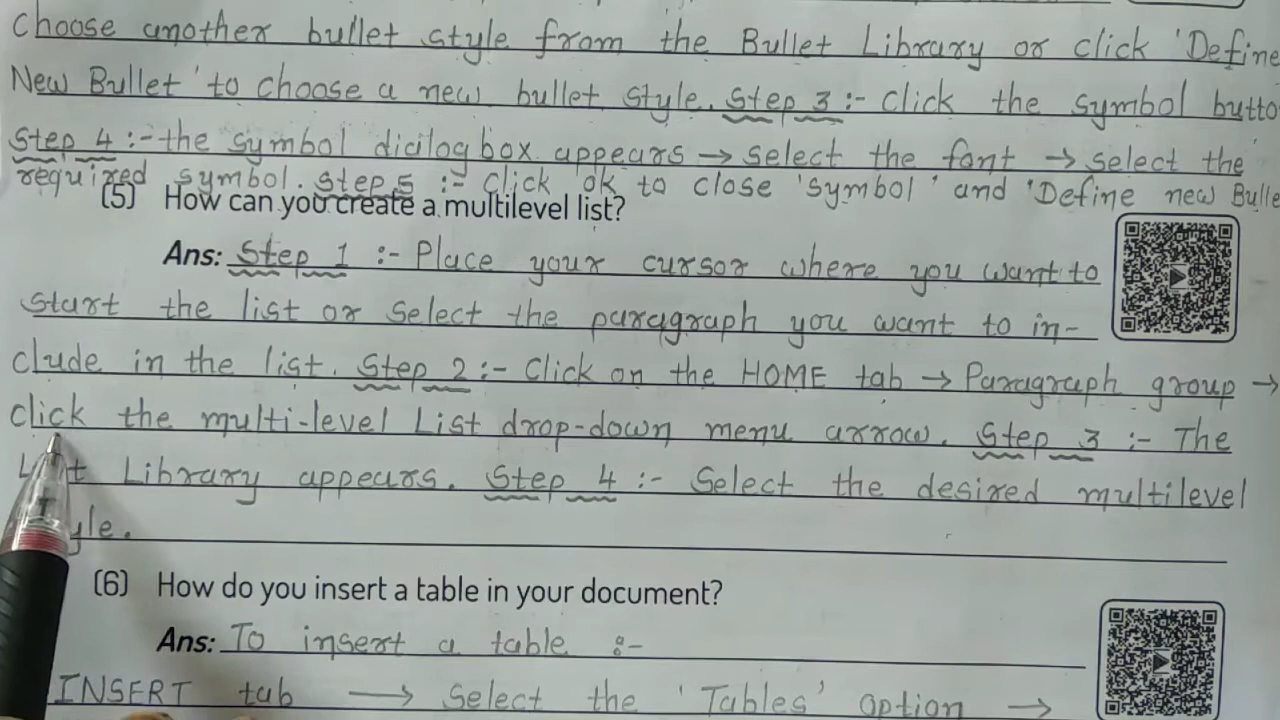 Choose another bullet style from the Bullet Library or click 'Define
New Bullet' to choose a new bullet style. Step 3 :- Click the symbol
Step 4 :- the symbol dicilog box appears → select the font → select the
required symbol. Step 5 :- Click ok to close 'symbol' and 'Define new
(5) How can you create a multilevel list?
Ans: Step 1 :- Place your cursor where you want to
start the list or select the paragraph you want to in-
clude in the list. Step 2 :- Click on the HOME tab → Paragraph group →
click the multi-level List drop-down menu arrow. Step 3 :- The
Library appears. Step 4 :- Select the desired multilevel
(6) How do you insert a table in your document?
Ans: To insert a table :-
INSERT tab → Select the 'Tables' option →